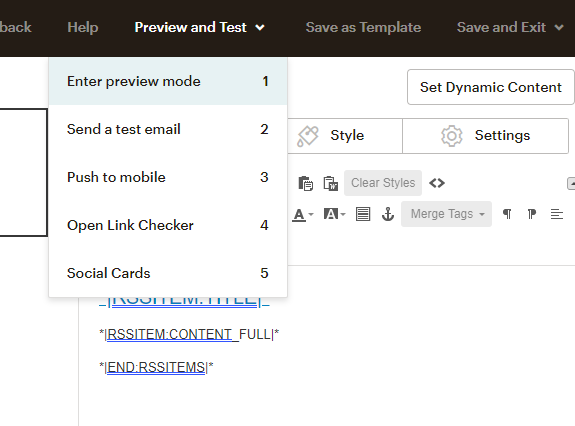 back Help Preview and Test Save as Template Save and Exit
Enter preview mode 1
Set Dynamic Content
Send a test email 2
Style Settings
Push to mobile 3
Clear Styles
Open Link Checker 4
A A Merge Tags
Social Cards 5
*|RSSITEM:TITLE|*
*|RSSITEM:CONTENT_FULL|*
*|END:RSSITEMS|*